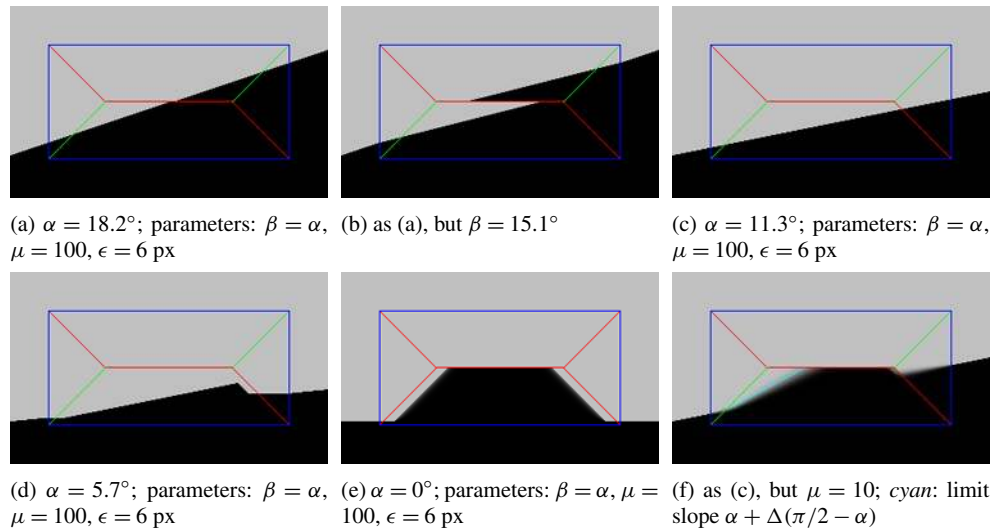 (a) α = 18.2°; parameters: β = α,
μ = 100, ϵ = 6 px
(b) as (a), but β = 15.1°
(c) α = 11.3°; parameters: β = α,
μ = 100, ϵ = 6 px
(d) α = 5.7°; parameters: β = α,
μ = 100, ϵ = 6 px
(e) α = 0°; parameters: β = α, μ =
100, ϵ = 6 px
(f) as (c), but μ = 10; cyan: limit
slope α + Δ(π/2 − α)